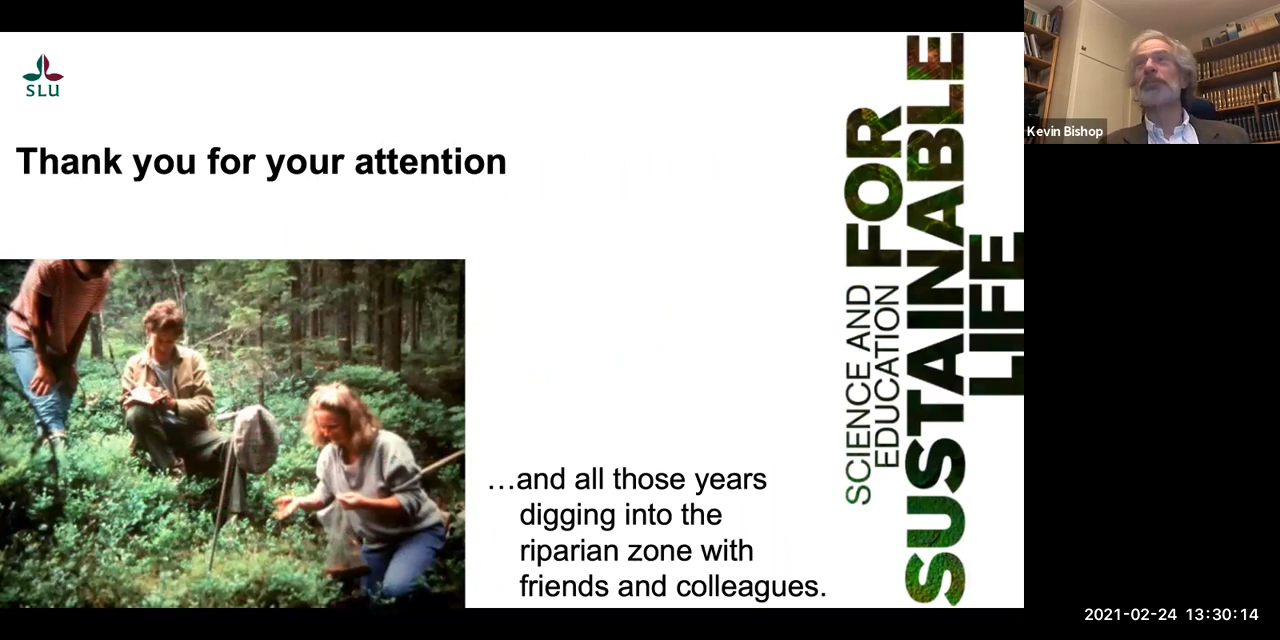 SLU
Thank you for your attention
…and all those years
digging into the
riparian zone with
friends and colleagues.
SCIENCE AND
EDUCATION
FOR
SUSTAINABLE
LIFE
Kevin Bishop
2021-02-24 13:30:14